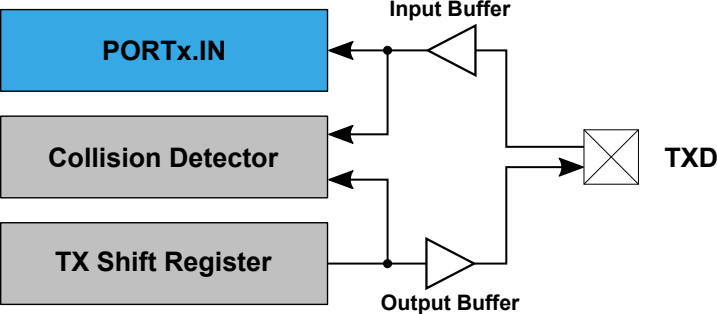 Input Buffer
PORTx.IN
Collision Detector
TXD
TX Shift Register
Output Buffer